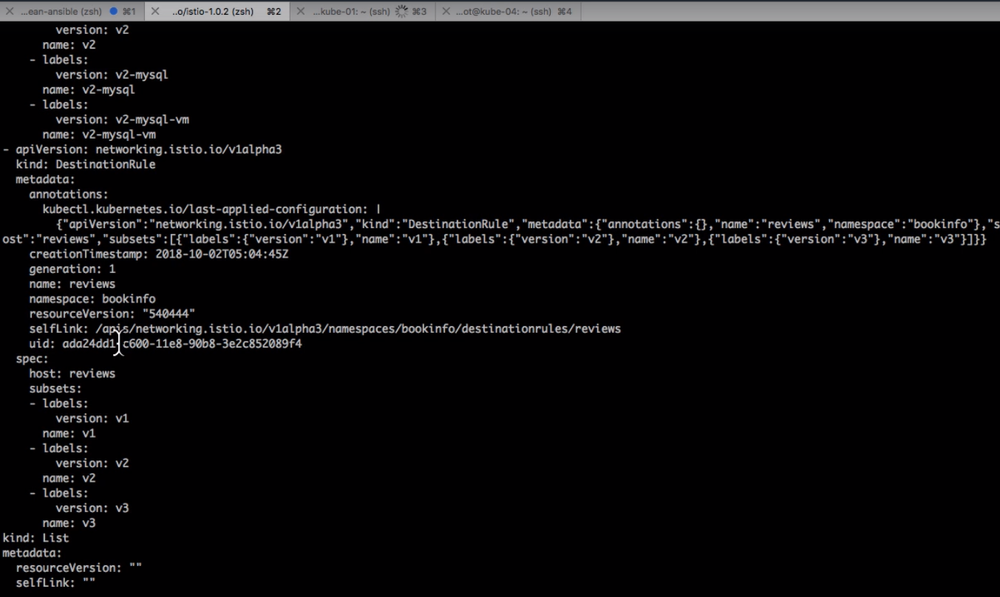 ...ean-ansible (zsh) ⌘1 ..o/istio-1.0.2 (zsh) ⌘2 ...kube-01: ~ (ssh) ⌘3 ...ot@kube-04: ~ (ssh) ⌘4
        version: v2
      name: v2
    - labels:
        version: v2-mysql
      name: v2-mysql
    - labels:
        version: v2-mysql-vm
      name: v2-mysql-vm
- apiVersion: networking.istio.io/v1alpha3
  kind: DestinationRule
  metadata:
    annotations:
      kubectl.kubernetes.io/last-applied-configuration: |
        {"apiVersion":"networking.istio.io/v1alpha3","kind":"DestinationRule","metadata":{"annotations":{},"name":"reviews","namespace":"bookinfo"},"s
ost":"reviews","subsets":[{"labels":{"version":"v1"},"name":"v1"},{"labels":{"version":"v2"},"name":"v2"},{"labels":{"version":"v3"},"name":"v3"}]}}
    creationTimestamp: 2018-10-02T05:04:45Z
    generation: 1
    name: reviews
    namespace: bookinfo
    resourceVersion: "540444"
    selfLink: /apis/networking.istio.io/v1alpha3/namespaces/bookinfo/destinationrules/reviews
    uid: ada24dd1-c600-11e8-90b8-3e2c852089f4
  spec:
    host: reviews
    subsets:
    - labels:
        version: v1
      name: v1
    - labels:
        version: v2
      name: v2
    - labels:
        version: v3
      name: v3
kind: List
metadata:
  resourceVersion: ""
  selfLink: ""